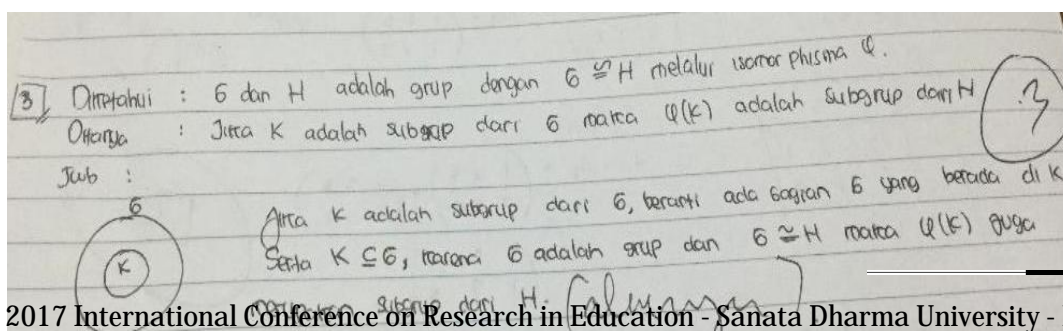 3 Diketahui : G dan H adalah grup dengan G ≅ H melalui isomorphisma φ.
Ditanya : Jika K adalah subgrup dari G maka φ(K) adalah subgrup dari H
3
Jwb :
G
K
Jika K adalah subgrup dari G, berarti ada bagian G yang berada di K
Serta K ⊆ G, karena G adalah grup dan G ≅ H maka φ(K) juga
merupakan subgrup dari H.
2017 International Conference on Research in Education - Sanata Dharma University -